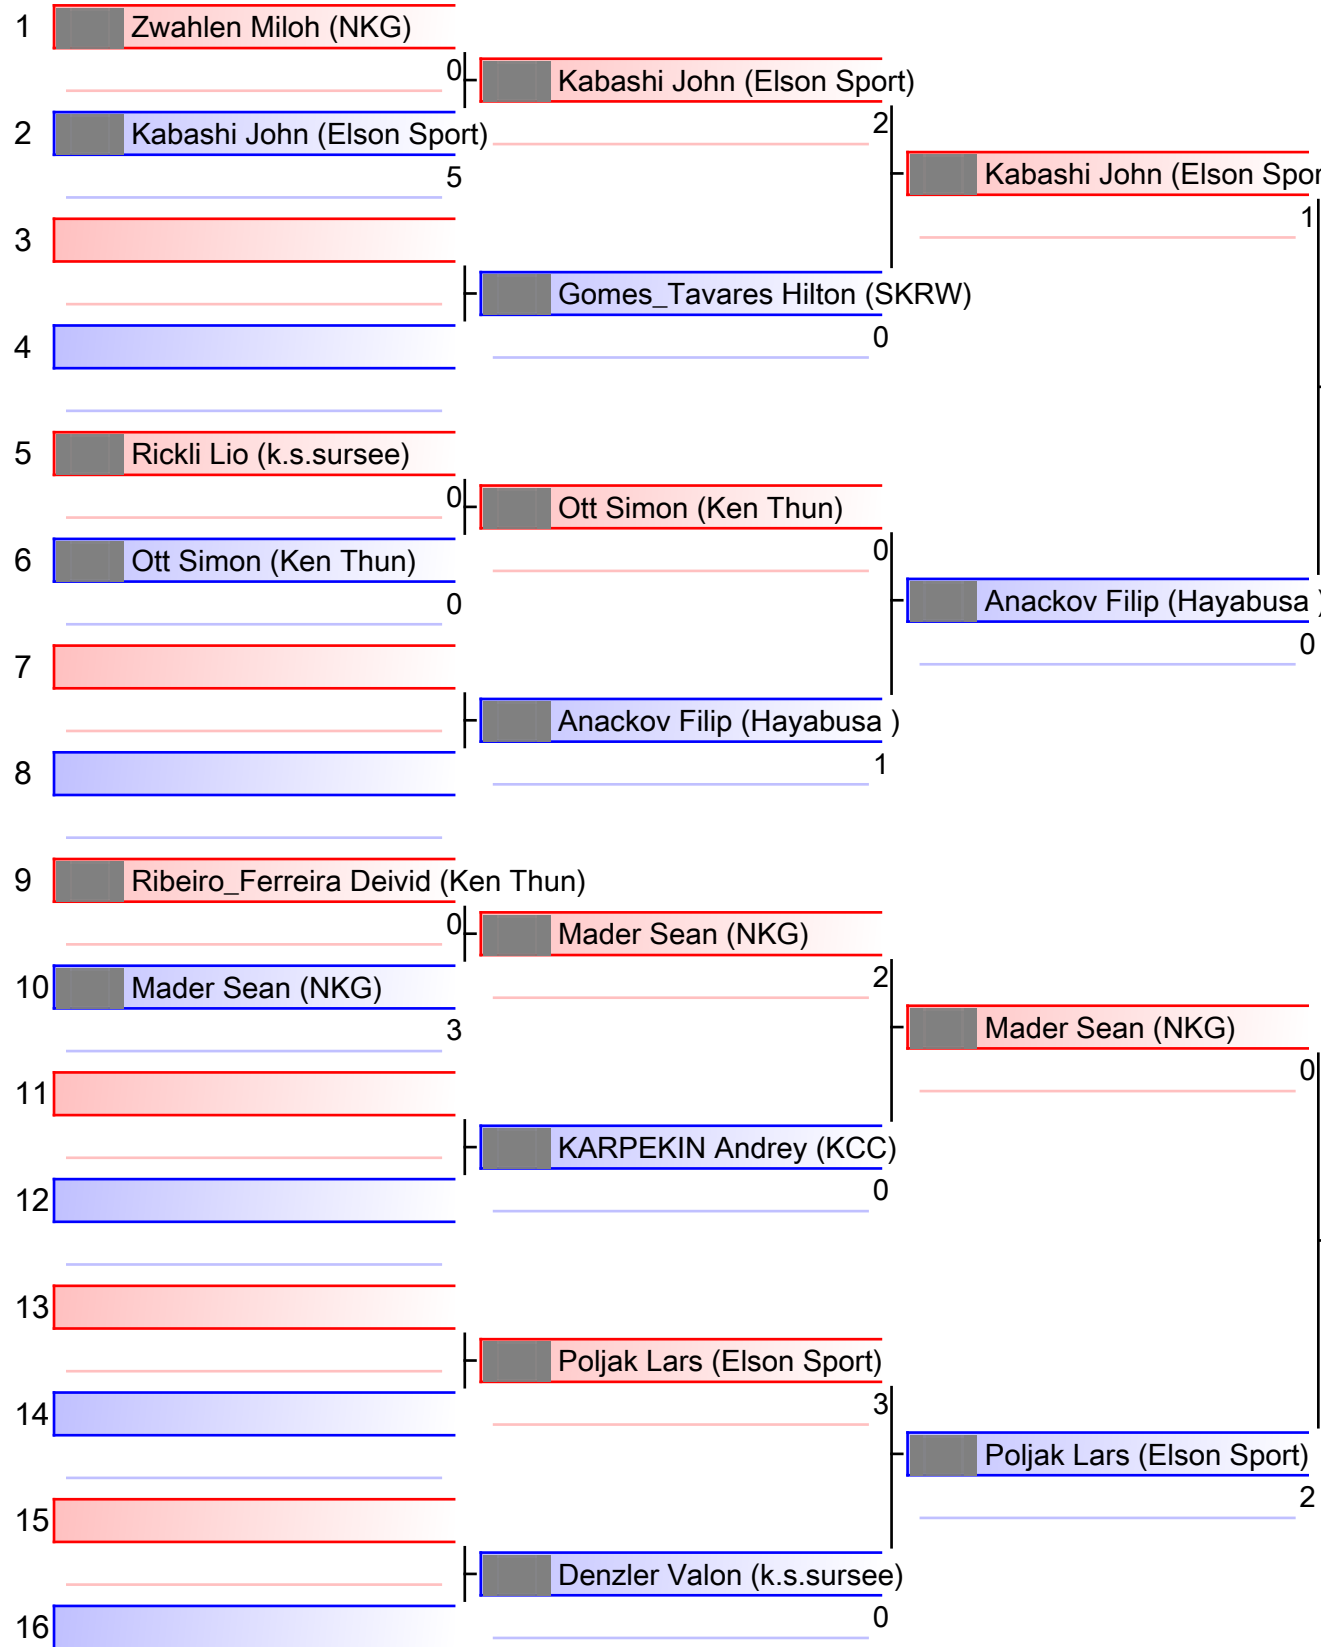 1 Zwahlen Miloh (NKG)
0
Kabashi John (Elson Sport)
2 Kabashi John (Elson Sport)
2
5
Kabashi John (Elson Spor
1
3
Gomes_Tavares Hilton (SKRW)
0
4
5 Rickli Lio (k.s.sursee)
0
Ott Simon (Ken Thun)
0
6 Ott Simon (Ken Thun)
0
Anackov Filip (Hayabusa )
0
7
Anackov Filip (Hayabusa )
1
8
9 Ribeiro_Ferreira Deivid (Ken Thun)
0
Mader Sean (NKG)
2
10 Mader Sean (NKG)
3
Mader Sean (NKG)
0
11
KARPEKIN Andrey (KCC)
0
12
13
Poljak Lars (Elson Sport)
3
14
Poljak Lars (Elson Sport)
2
15
Denzler Valon (k.s.sursee)
0
16